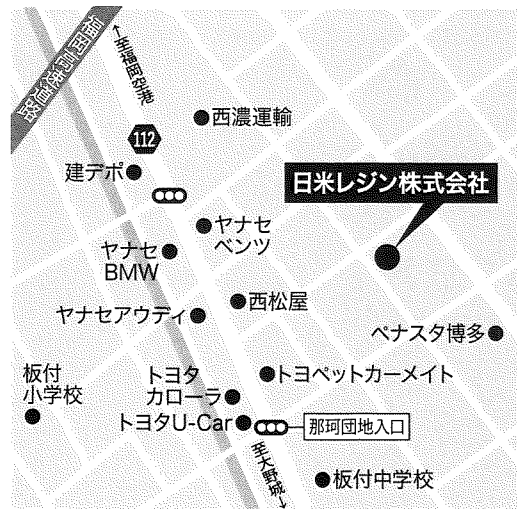 福岡高速道路
←至福岡空港
西濃運輸
112
建デポ
日米レジン株式会社
ヤナセ
ベンツ
ヤナセ
BMW
西松屋
ヤナセアウディ
ベナスタ博多
板付
小学校
トヨタ
カローラ
トヨペットカーメイト
トヨタU-Car
那珂団地入口
至大野城→
板付中学校